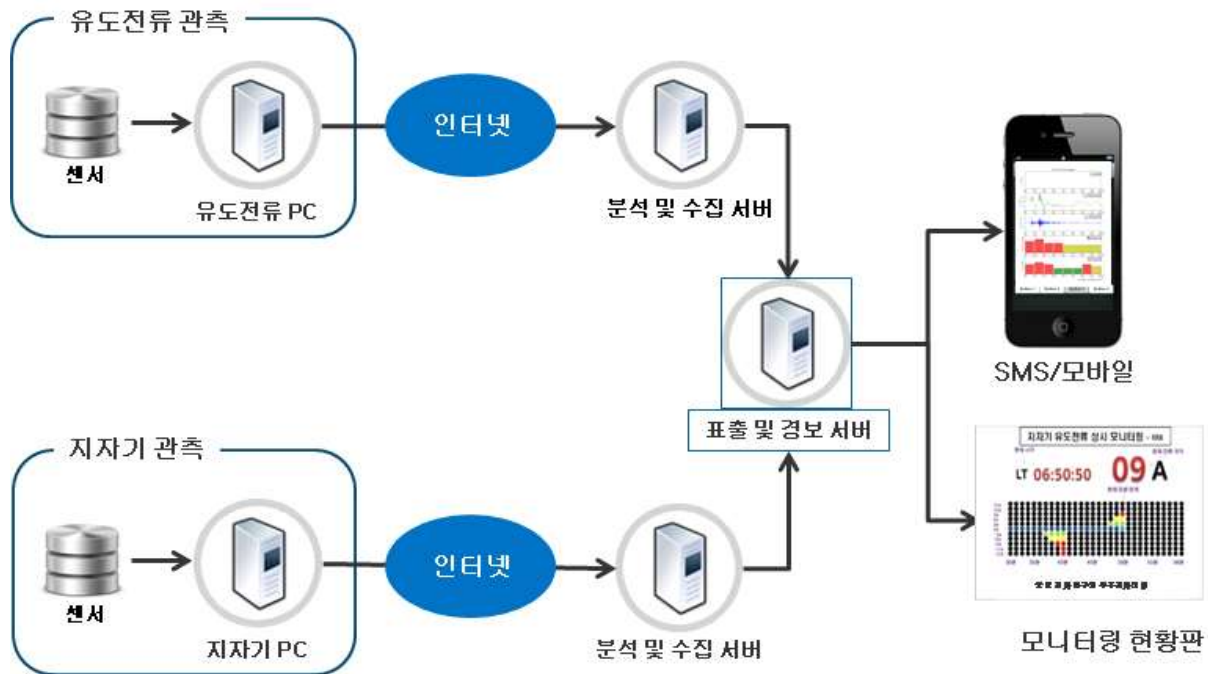 유도전류 관측
센서
유도전류 PC
인터넷
분석 및 수집 서버
표출 및 경보 서버
SMS/모바일
지자기 관측
센서
지자기 PC
인터넷
분석 및 수집 서버
지자기 유도전류 상시 모니터링 -
LT 06:50:50 09 A
모니터링 현황판